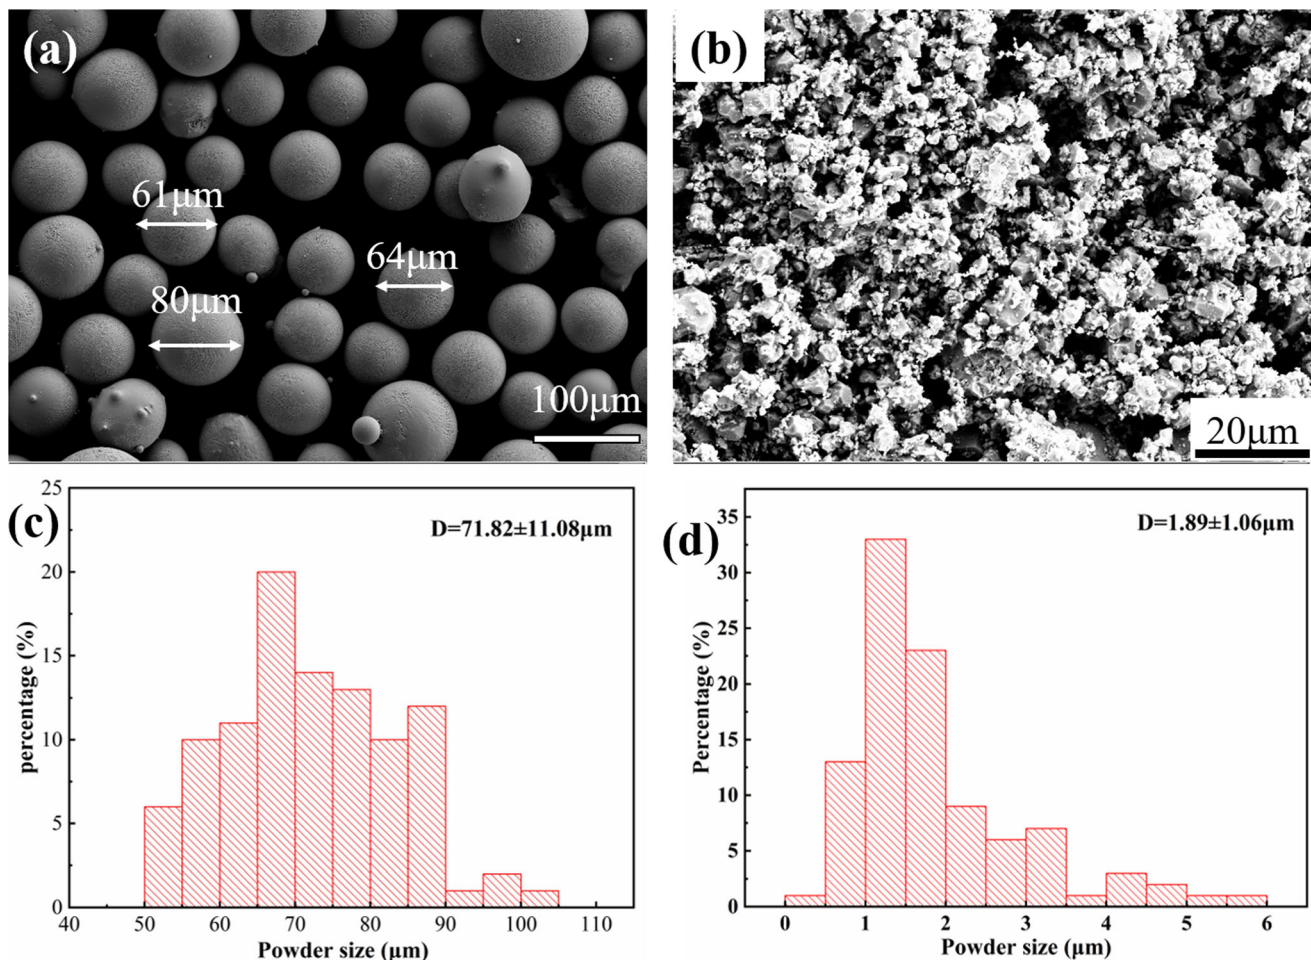 (a)
61μm
64μm
80μm
100μm
(b)
20μm
(c)
D=71.82±11.08μm
percentage (%)
25
20
15
10
5
0
40
50
60
70
80
90
100
110
Powder size (μm)
(d)
D=1.89±1.06μm
Percentage (%)
35
30
25
20
15
10
5
0
0
1
2
3
4
5
6
Powder size (μm)